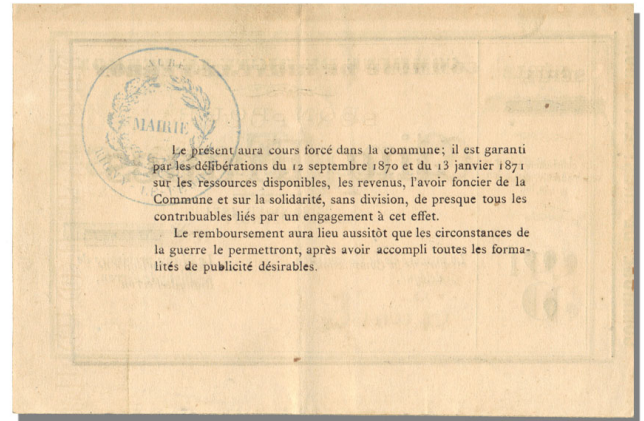 MAIRIE
Le présent aura cours forcé dans la commune; il est garanti
par les délibérations du 12 septembre 1870 et du 13 janvier 1871
sur les ressources disponibles, les revenus, l'avoir foncier de la
Commune et sur la solidarité, sans division, de presque tous les
contribuables liés par un engagement à cet effet.
Le remboursement aura lieu aussitôt que les circonstances de
la guerre le permettront, après avoir accompli toutes les forma-
lités de publicité désirables.